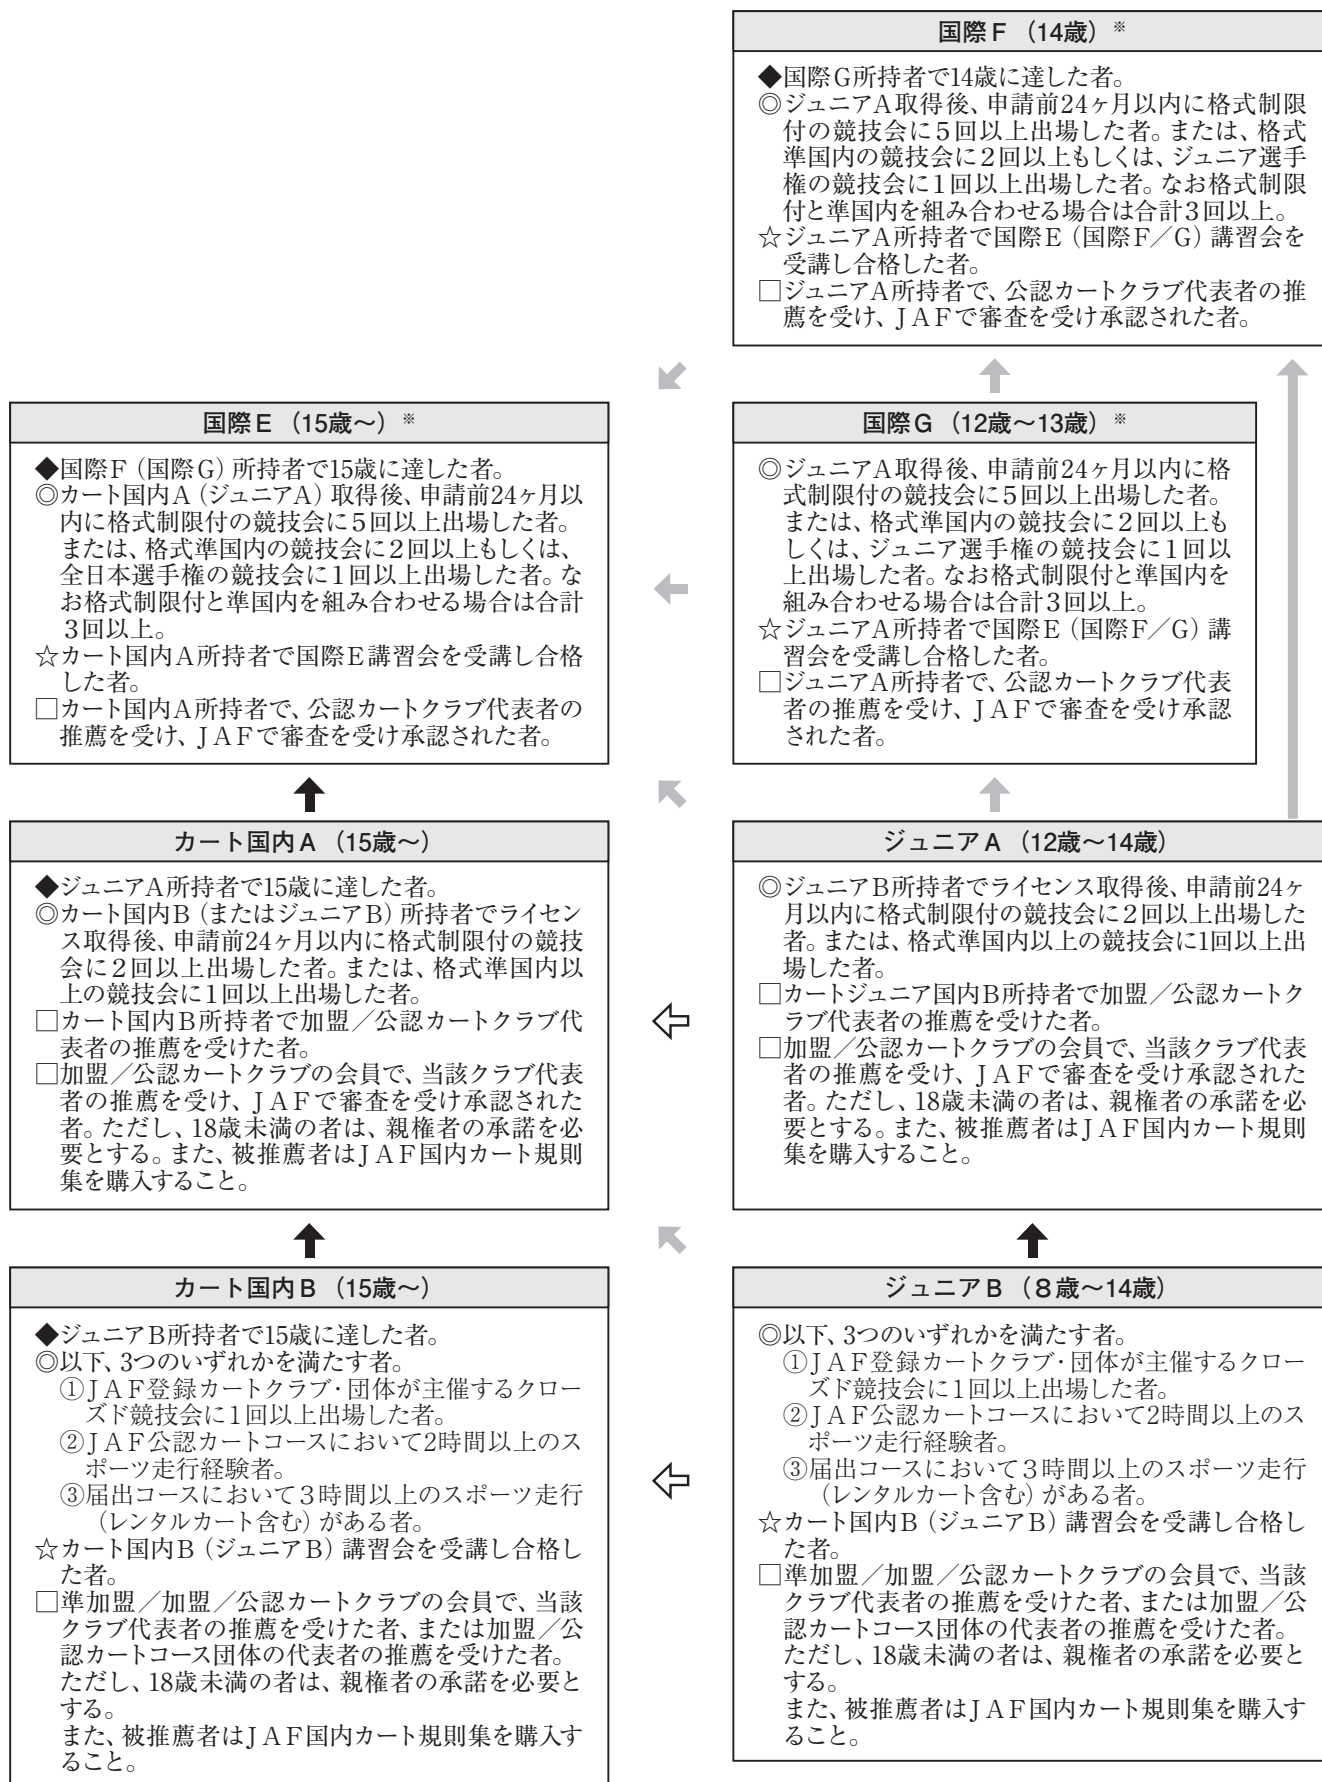 国際F（14歳）※
◆国際G所持者で14歳に達した者。
◎ジュニアA取得後、申請前24ヶ月以内に格式制限
付の競技会に５回以上出場した者。または、格式
準国内の競技会に２回以上もしくは、ジュニア選手
権の競技会に１回以上出場した者。なお格式制限
付と準国内を組み合わせる場合は合計３回以上。
☆ジュニアA所持者で国際E（国際F／G）講習会を
受講し合格した者。
□ジュニアA所持者で、公認カートクラブ代表者の推
薦を受け、JAFで審査を受け承認された者。
国際E（15歳〜）※
◆国際F（国際G）所持者で15歳に達した者。
◎カート国内A（ジュニアA）取得後、申請前24ヶ月以
内に格式制限付の競技会に５回以上出場した者。
または、格式準国内の競技会に２回以上もしくは、
全日本選手権の競技会に１回以上出場した者。な
お格式制限付と準国内を組み合わせる場合は合計
３回以上。
☆カート国内A所持者で国際E講習会を受講し合格
した者。
□カート国内A所持者で、公認カートクラブ代表者の
推薦を受け、JAFで審査を受け承認された者。
国際G（12歳〜13歳）※
◎ジュニアA取得後、申請前24ヶ月以内に格
式制限付の競技会に５回以上出場した者。
または、格式準国内の競技会に２回以上も
しくは、ジュニア選手権の競技会に１回以
上出場した者。なお格式制限付と準国内を
組み合わせる場合は合計３回以上。
☆ジュニアA所持者で国際E（国際F／G）講
習会を受講し合格した者。
□ジュニアA所持者で、公認カートクラブ代表
者の推薦を受け、JAFで審査を受け承認
された者。
カート国内A（15歳〜）
◆ジュニアA所持者で15歳に達した者。
◎カート国内B（またはジュニアB）所持者でライセン
ス取得後、申請前24ヶ月以内に格式制限付の競技
会に２回以上出場した者。または、格式準国内以
上の競技会に１回以上出場した者。
□カート国内B所持者で加盟／公認カートクラブ代
表者の推薦を受けた者。
□加盟／公認カートクラブの会員で、当該クラブ代表
者の推薦を受け、JAFで審査を受け承認された
者。ただし、18歳未満の者は、親権者の承諾を必
要とする。また、被推薦者はJAF国内カート規則
集を購入すること。
ジュニアA（12歳〜14歳）
◎ジュニアB所持者でライセンス取得後、申請前24ヶ
月以内に格式制限付の競技会に２回以上出場した
者。または、格式準国内以上の競技会に1回以上出
場した者。
□カートジュニア国内B所持者で加盟／公認カートク
ラブ代表者の推薦を受けた者。
□加盟／公認カートクラブの会員で、当該クラブ代表
者の推薦を受け、JAFで審査を受け承認された
者。ただし、18歳未満の者は、親権者の承諾を必
要とする。また、被推薦者はJAF国内カート規則
集を購入すること。
カート国内B（15歳〜）
◆ジュニアB所持者で15歳に達した者。
◎以下、3つのいずれかを満たす者。
①JAF登録カートクラブ・団体が主催するクロー
ズド競技会に１回以上出場した者。
②JAF公認カートコースにおいて2時間以上のス
ポーツ走行経験者。
③届出コースにおいて３時間以上のスポーツ走行
（レンタルカート含む）がある者。
☆カート国内B（ジュニアB）講習会を受講し合格し
た者。
□準加盟／加盟／公認カートクラブの会員で、当該
クラブ代表者の推薦を受けた者、または加盟／公
認カートコース団体の代表者の推薦を受けた者。
ただし、18歳未満の者は、親権者の承諾を必要と
する。
また、被推薦者はJAF国内カート規則集を購入す
ること。
ジュニアB（８歳〜14歳）
◎以下、3つのいずれかを満たす者。
①JAF登録カートクラブ・団体が主催するクロー
ズド競技会に１回以上出場した者。
②JAF公認カートコースにおいて2時間以上のス
ポーツ走行経験者。
③届出コースにおいて３時間以上のスポーツ走行
（レンタルカート含む）がある者。
☆カート国内B（ジュニアB）講習会を受講し合格し
た者。
□準加盟／加盟／公認カートクラブの会員で、当該
クラブ代表者の推薦を受けた者、または加盟／公
認カートコース団体の代表者の推薦を受けた者。
ただし、18歳未満の者は、親権者の承諾を必要と
する。
また、被推薦者はJAF国内カート規則集を購入す
ること。